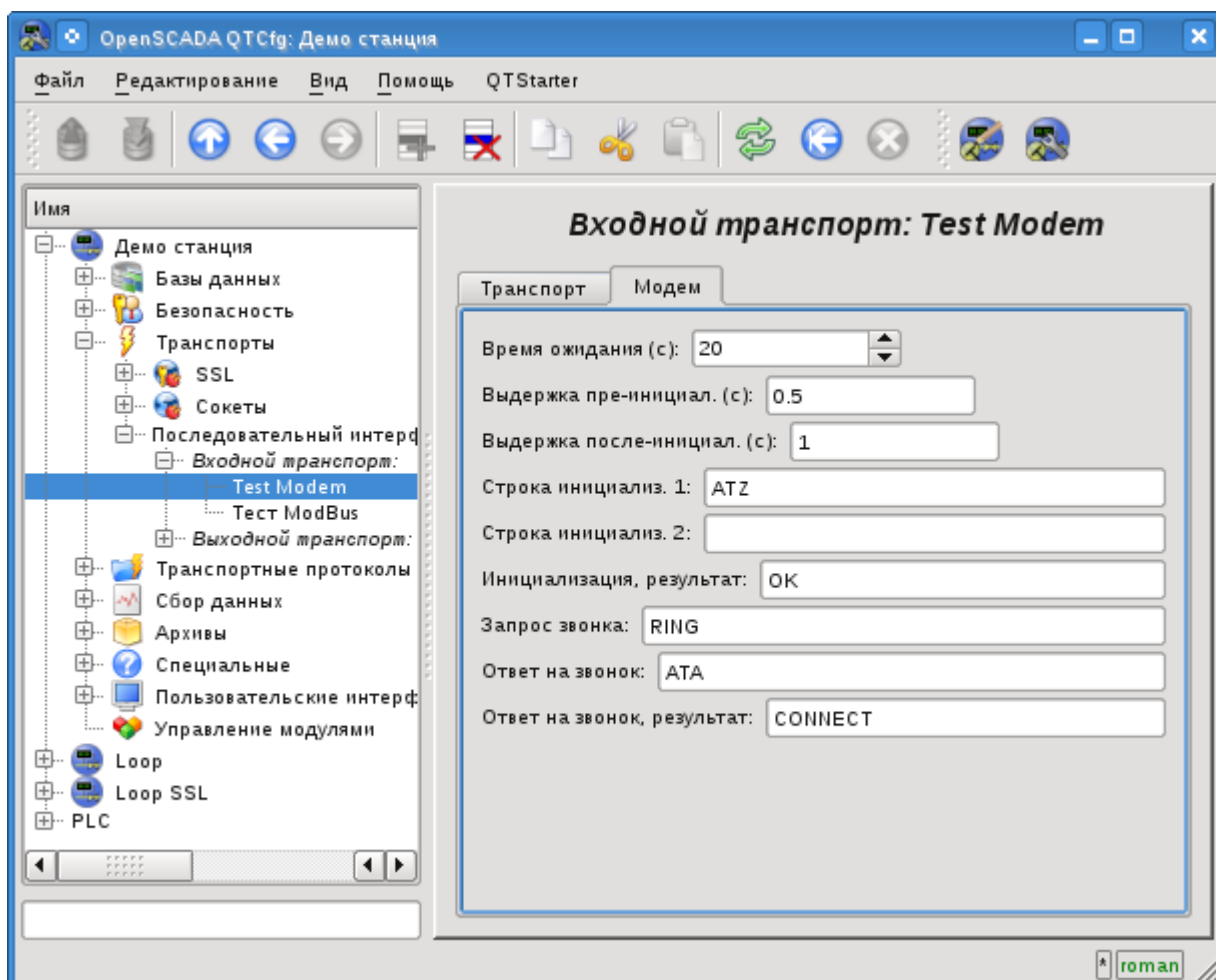 OpenSCADA QTCfg: Демо станция
Файл Редактирование Вид Помощь QTStarter
Имя
Демо станция
Базы данных
Безопасность
Транспорты
SSL
Сокеты
Последовательный интерф
Входной транспорт:
Test Modem
Тест ModBus
Выходной транспорт:
Транспортные протоколы
Сбор данных
Архивы
Специальные
Пользовательские интерф
Управление модулями
Loop
Loop SSL
PLC
Входной транспорт: Test Modem
Транспорт Модем
Время ожидания (с): 20
Выдержка пре-инициал. (с): 0.5
Выдержка после-инициал. (с): 1
Строка инициализ. 1: ATZ
Строка инициализ. 2:
Инициализация, результат: OK
Запрос звонка: RING
Ответ на звонок: ATA
Ответ на звонок, результат: CONNECT
* roman